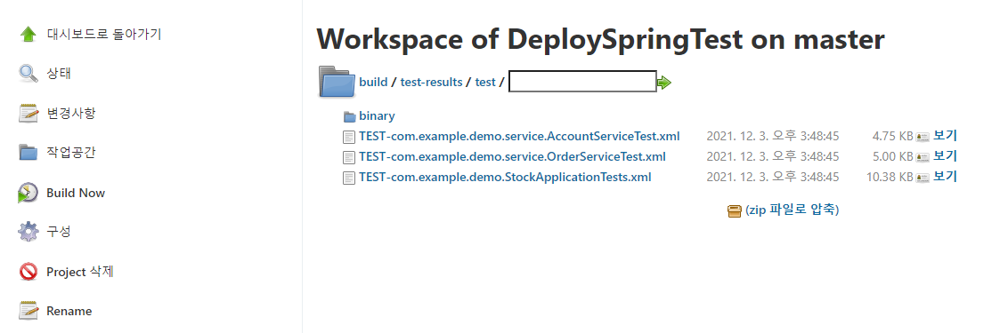 대시보드로 돌아가기
상태
변경사항
작업공간
Build Now
구성
Project 삭제
Rename
Workspace of DeploySpringTest on master
build / test-results / test /
binary
TEST-com.example.demo.service.AccountServiceTest.xml 2021. 12. 3. 오후 3:48:45 4.75 KB 보기
TEST-com.example.demo.service.OrderServiceTest.xml 2021. 12. 3. 오후 3:48:45 5.00 KB 보기
TEST-com.example.demo.StockApplicationTests.xml 2021. 12. 3. 오후 3:48:45 10.38 KB 보기
(zip 파일로 압축)